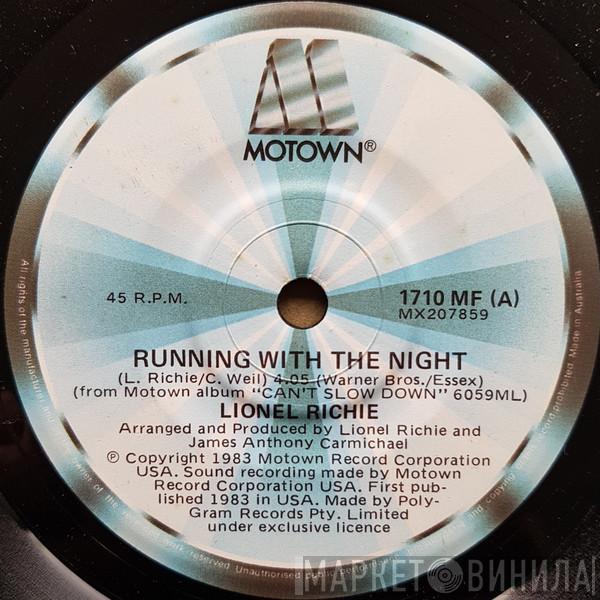 MOTOWN®
45 R.P.M.
1710 MF (A)
MX207859
RUNNING WITH THE NIGHT
(L. Richie/C. Weil) 4.05 (Warner Bros./Essex)
(from Motown album "CAN'T SLOW DOWN" 6059ML)
LIONEL RICHIE
Arranged and Produced by Lionel Richie and
James Anthony Carmichael
℗ Copyright 1983 Motown Record Corporation
USA. Sound recording made by Motown
Record Corporation USA. First pub-
lished 1983 in USA. Made by Poly-
Gram Records Pty. Limited
under exclusive licence
All rights of the manufacturer and
reserved Unauthorised public performance
prohibited. Made in Australia
МАРКЕТ ВИНИЛА